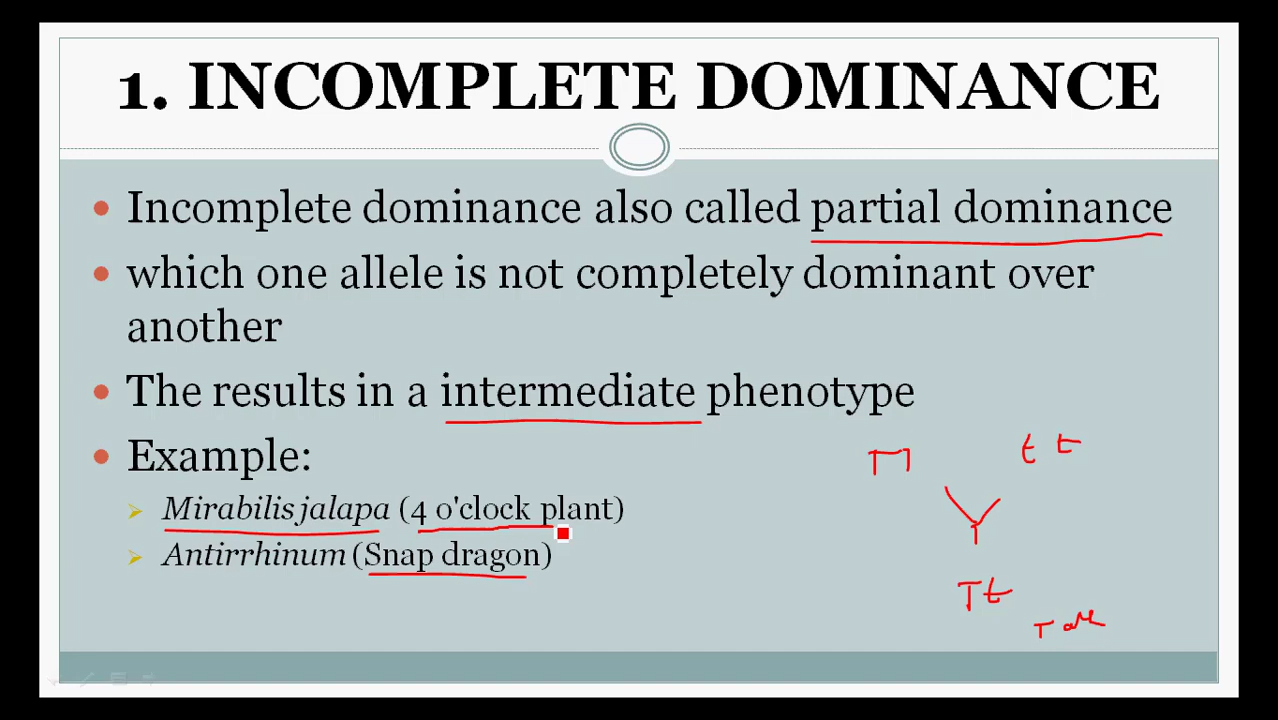 1. INCOMPLETE DOMINANCE
• Incomplete dominance also called partial dominance
• which one allele is not completely dominant over
another
• The results in a intermediate phenotype
• Example:
➢ Mirabilis jalapa (4 o'clock plant)
➢ Antirrhinum (Snap dragon)
TT tt
Tt
Tall